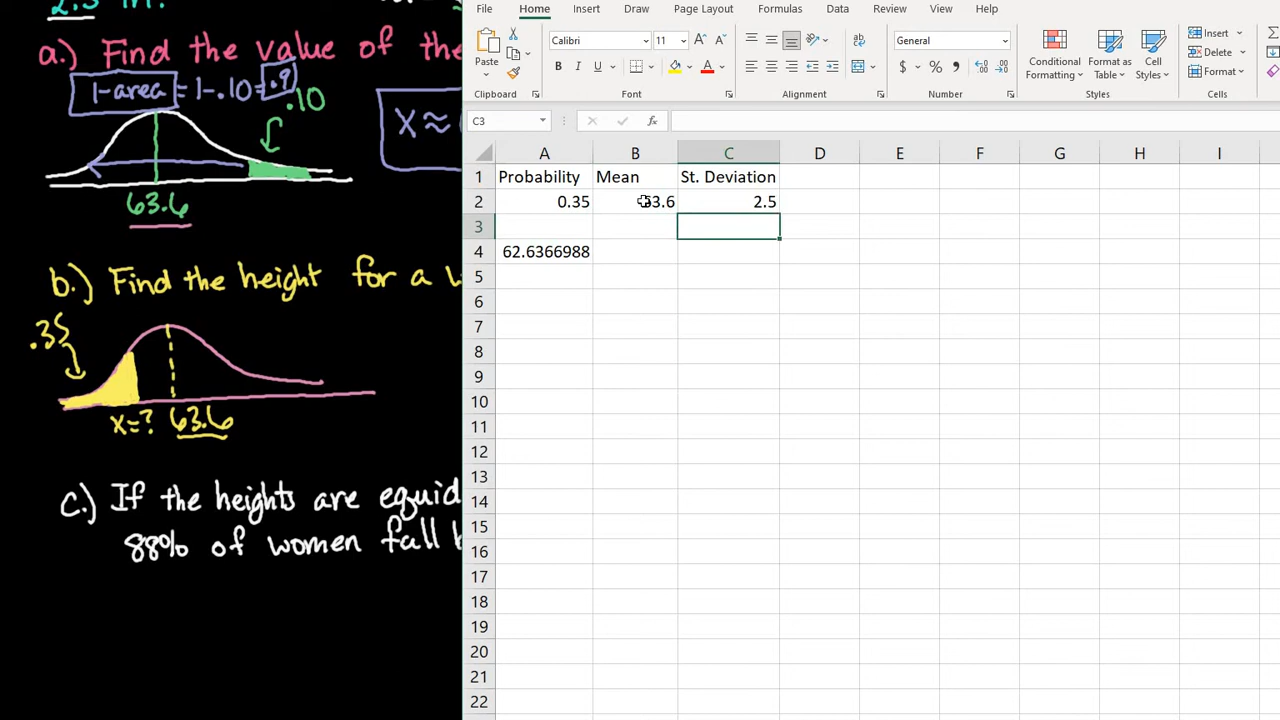 2.5 in.
a.) Find the value of the
1-area = 1-.10=.9
.10
X ≈
63.6
b.) Find the height for a
.35
x=? 63.6
c.) If the heights are equid
88% of women fall b
File Home Insert Draw Page Layout Formulas Data Review View Help
Paste
Calibri 11 A A
B I U A
ab
General
$ % ,
Conditional Formatting
Format as Table
Cell Styles
Insert
Delete
Format
Clipboard Font Alignment Number Styles Cells
C3 fx
A B C D E F G H I
1 Probability Mean St. Deviation
2 0.35 63.6 2.5
3
4 62.6366988
5
6
7
8
9
10
11
12
13
14
15
16
17
18
19
20
21
22